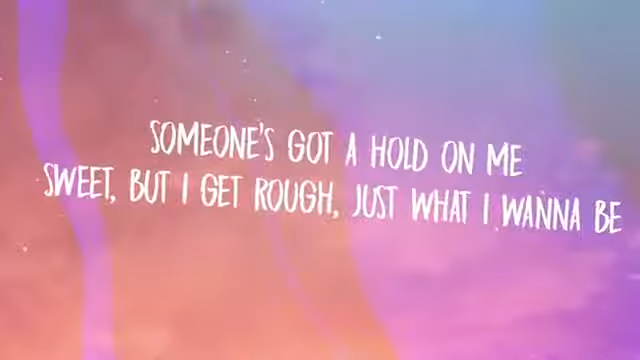 SOMEONE'S GOT A HOLD ON ME
SWEET, BUT I GET ROUGH, JUST WHAT I WANNA BE